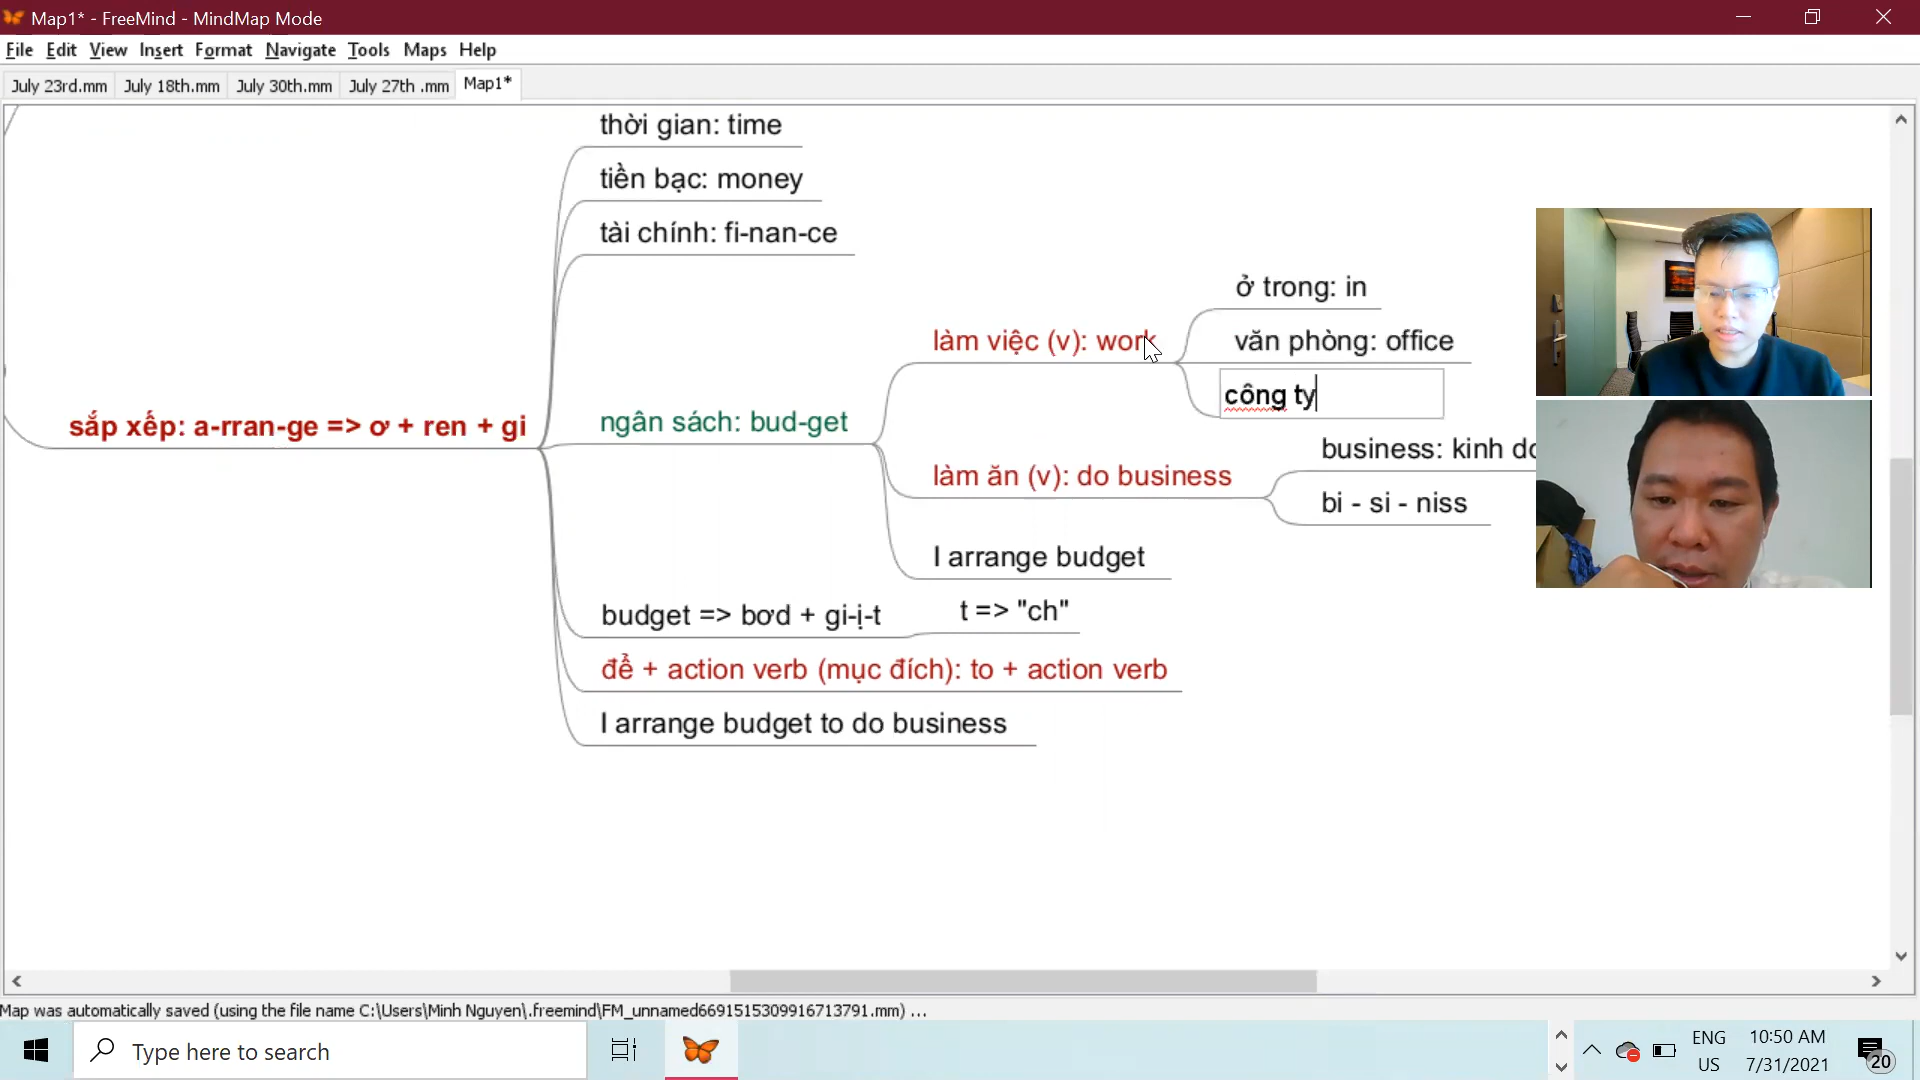 Map1* - FreeMind - MindMap Mode
File Edit View Insert Format Navigate Tools Maps Help
July 23rd.mm July 18th.mm July 30th.mm July 27th .mm Map1*
thời gian: time
tiền bạc: money
tài chính: fi-nan-ce
ở trong: in
làm việc (v): work
văn phòng: office
công ty
sắp xếp: a-rran-ge => ơ + ren + gi
ngân sách: bud-get
business: kinh do
làm ăn (v): do business
bi - si - niss
I arrange budget
budget => bơd + gi-ị-t
t => "ch"
để + action verb (mục đích): to + action verb
I arrange budget to do business
Map was automatically saved (using the file name C:\Users\Minh Nguyen\.freemind\FM_unnamed6691515309916713791.mm) ...
Type here to search
ENG
US
10:50 AM
7/31/2021
20